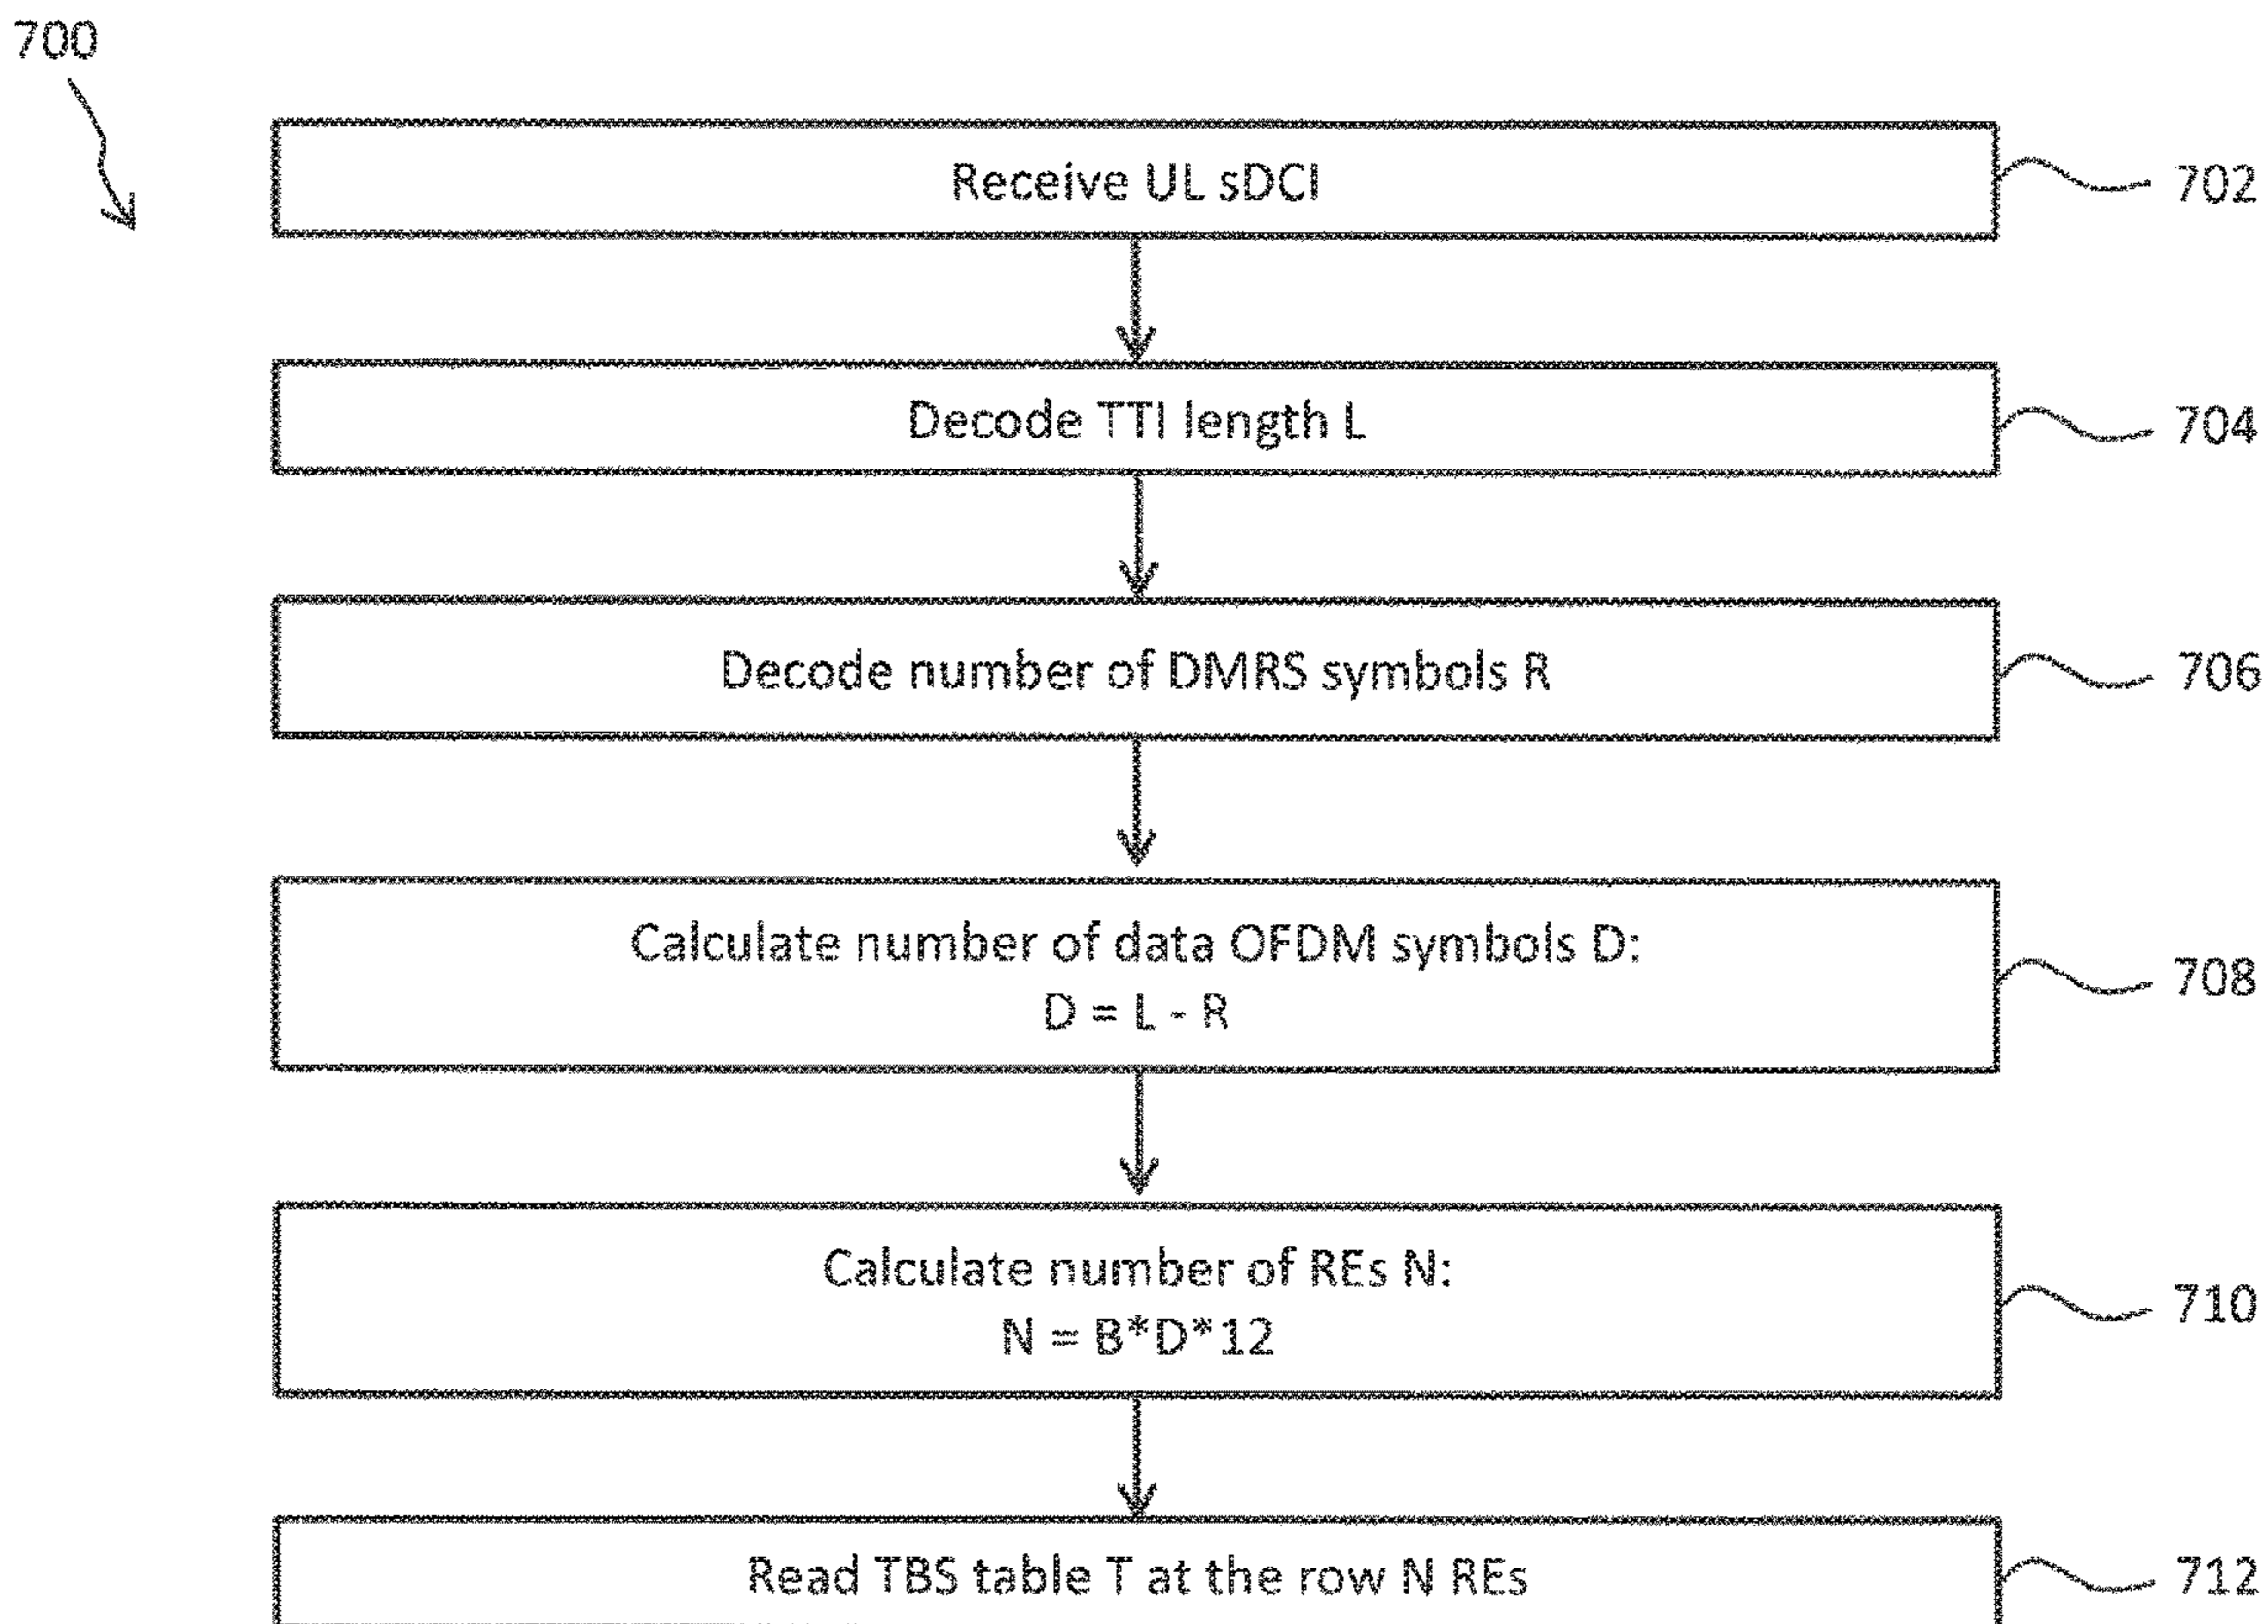 700
Receive UL sDCI
702
Decode TTI length L
704
Decode number of DMRS symbols R
706
Calculate number of data OFDM symbols D:
D = L - R
708
Calculate number of REs N:
N = B*D*12
710
Read TBS table T at the row N REs
712